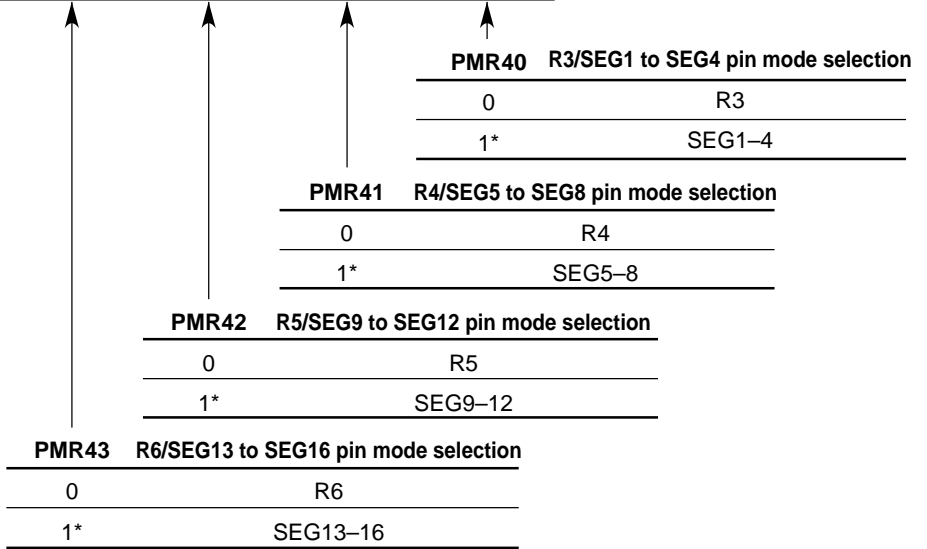 PMR40 R3/SEG1 to SEG4 pin mode selection
0 R3
1* SEG1–4
PMR41 R4/SEG5 to SEG8 pin mode selection
0 R4
1* SEG5–8
PMR42 R5/SEG9 to SEG12 pin mode selection
0 R5
1* SEG9–12
PMR43 R6/SEG13 to SEG16 pin mode selection
0 R6
1* SEG13–16